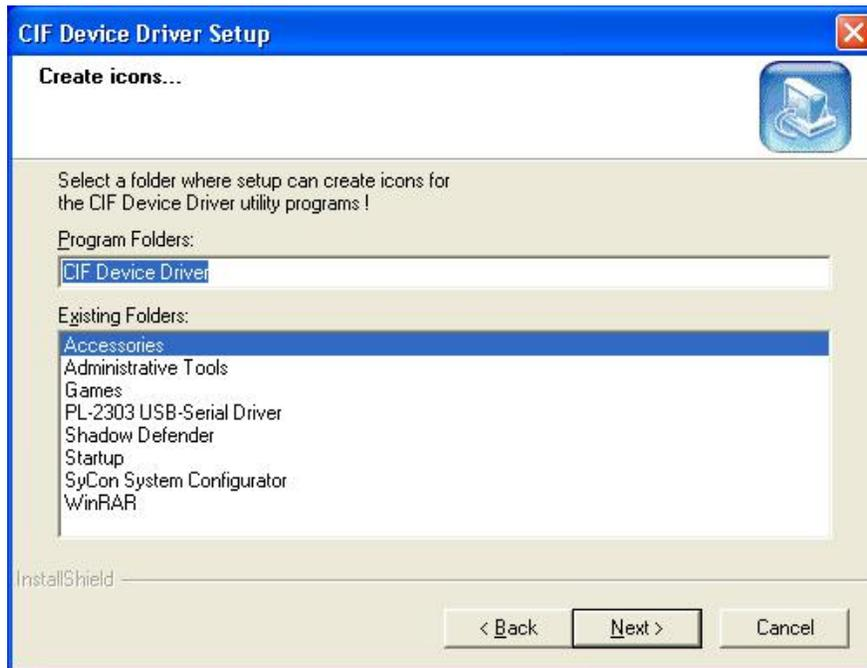 CIF Device Driver Setup
Create icons...
Select a folder where setup can create icons for
the CIF Device Driver utility programs !
Program Folders:
CIF Device Driver
Existing Folders:
Accessories
Administrative Tools
Games
PL-2303 USB-Serial Driver
Shadow Defender
Startup
SyCon System Configurator
WinRAR
InstallShield
< Back Next > Cancel